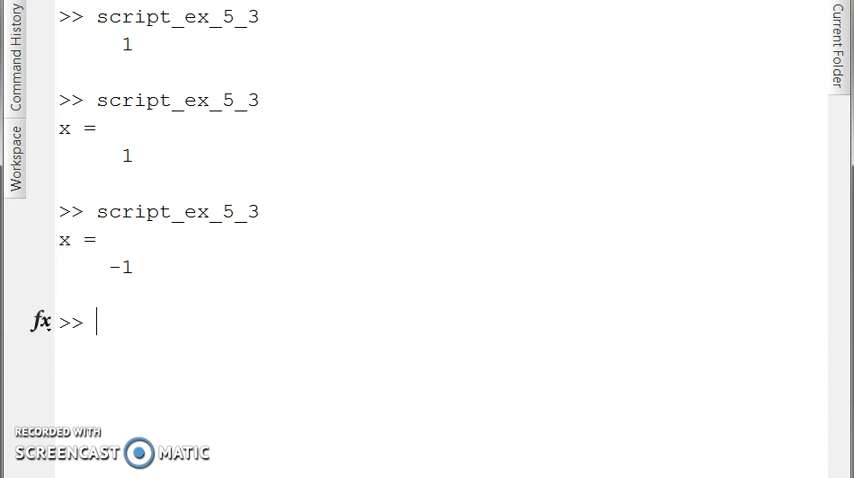 Command History
Workspace
Current Folder
>> script_ex_5_3
1
>> script_ex_5_3
x =
1
>> script_ex_5_3
x =
-1
fx >>
RECORDED WITH
SCREENCAST MATIC